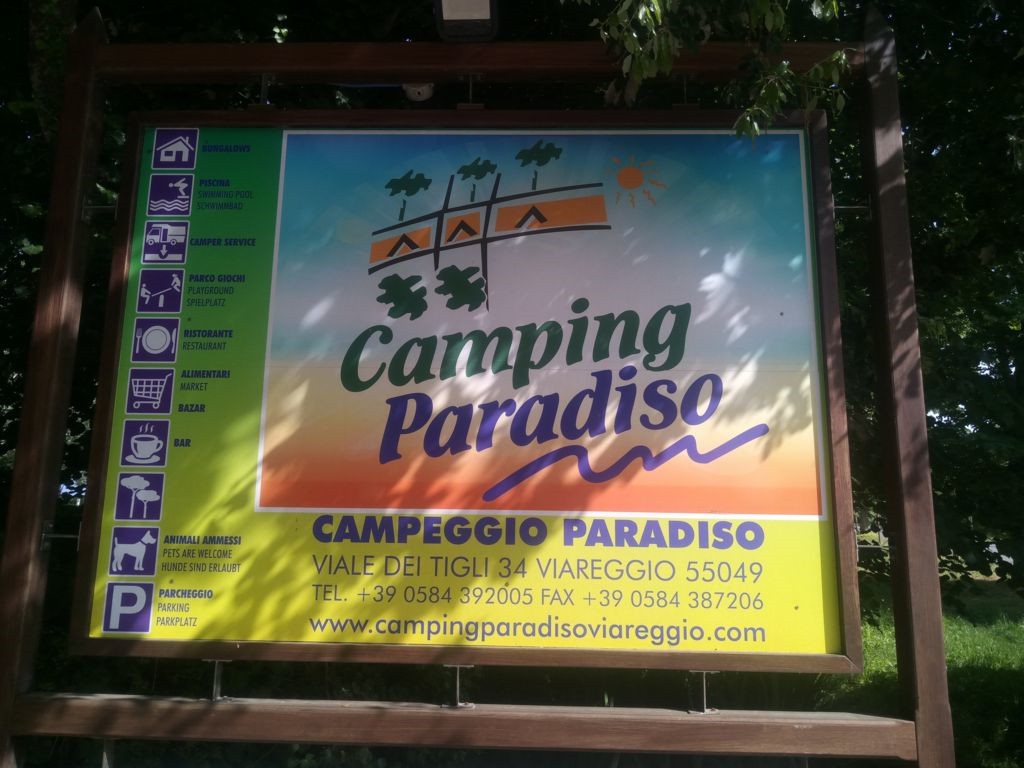 BUNGALOWS
PISCINA
SWIMMING POOL
SCHWIMMBAD
CAMPER SERVICE
PARCO GIOCHI
PLAYGROUND
SPIELPLATZ
RISTORANTE
RESTAURANT
ALIMENTARI
MARKET
BAZAR
BAR
ANIMALI AMMESSI
PETS ARE WELCOME
HUNDE SIND ERLAUBT
P
PARCHEGGIO
PARKING
PARKPLATZ
Camping
Paradiso
CAMPEGGIO PARADISO
VIALE DEI TIGLI 34 VIAREGGIO 55049
TEL. +39 0584 392005 FAX +39 0584 387206
www.campingparadisoviareggio.com